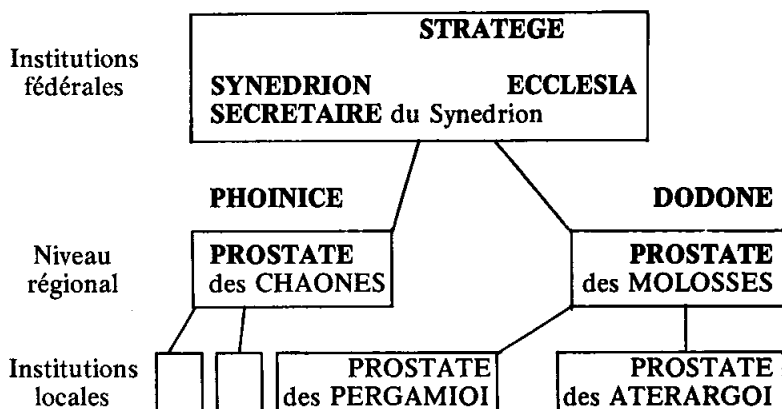 STRATEGE
Institutions
fédérales
SYNEDRION ECCLESIA
SECRETAIRE du Synedrion
PHOINICE DODONE
Niveau
régional
PROSTATE
des CHAONES
PROSTATE
des MOLOSSES
Institutions
locales
PROSTATE
des PERGAMIOI
PROSTATE
des ATERARGOI